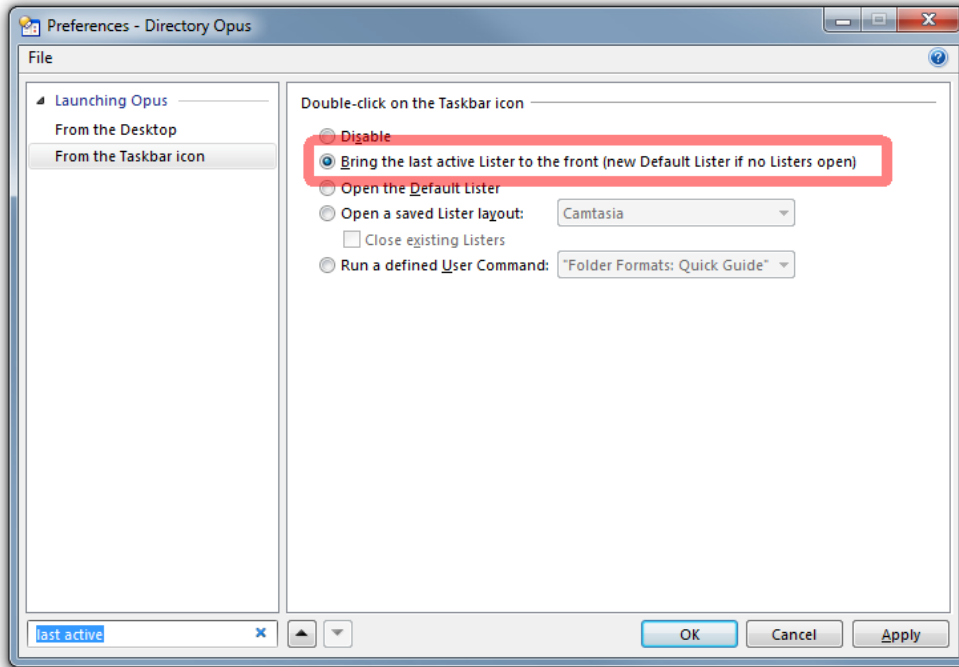 Preferences - Directory Opus
File
Launching Opus
From the Desktop
From the Taskbar icon
Double-click on the Taskbar icon
Disable
Bring the last active Lister to the front (new Default Lister if no Listers open)
Open the Default Lister
Open a saved Lister layout:
Camtasia
Close existing Listers
Run a defined User Command:
"Folder Formats: Quick Guide"
last active
OK
Cancel
Apply